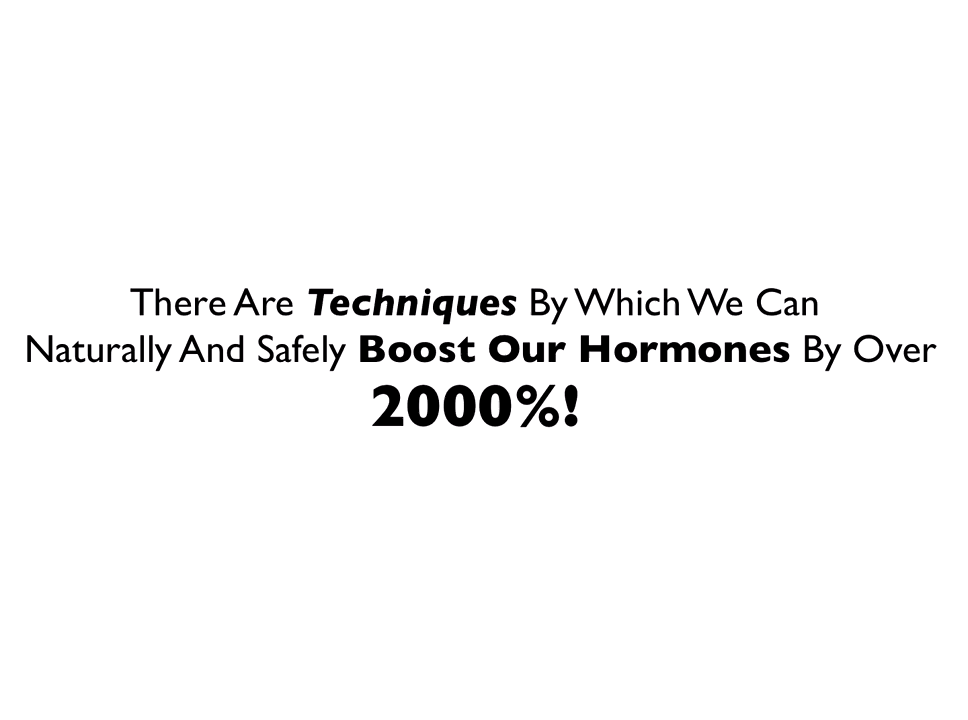 There Are Techniques By Which We Can
Naturally And Safely Boost Our Hormones By Over
2000%!